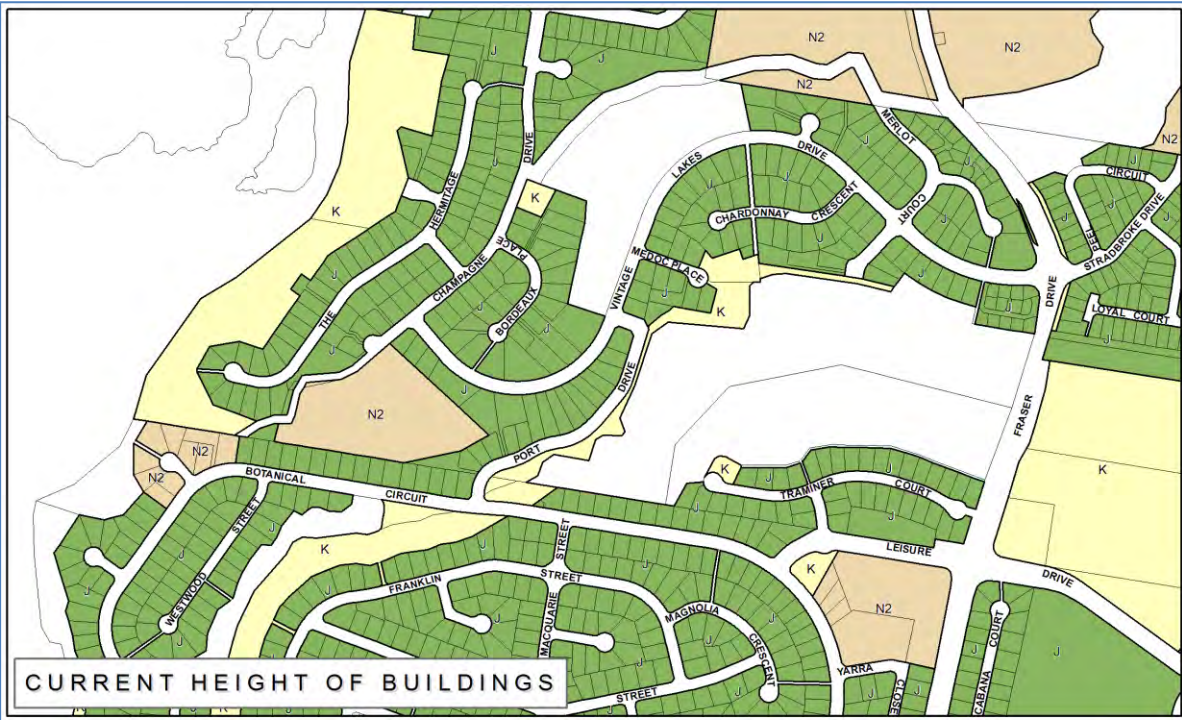 J
J
N2
N2
N2
N2
DRIVE
MERLOT
J
J
J
LAKES
DRIVE
J
CIRCUIT
J
J
J
PEEL
STRADBROKE DRIVE
HERMITAGE
K
K
J
CHARDONNAY
CRESCENT
COURT
J
PLACE
MEDOC PLACE
J
J
CHAMPAGNE
VINTAGE
K
DRIVE
J
LOYAL COURT
J
THE
J
BORDEAUX
J
J
DRIVE
FRASER
N2
J
PORT
N2
N2
BOTANICAL
CIRCUIT
K
J
J
K
TRAMINER
COURT
J
STREET
J
J
WESTWOOD
K
J
STREET
J
LEISURE
DRIVE
J
FRANKLIN
STREET
K
N2
J
MACQUARIE
MAGNOLIA
J
J
CRESCENT
COURT
J
J
J
YARRA
STREET
J
CLOSE
J
CABANA
K
CURRENT HEIGHT OF BUILDINGS